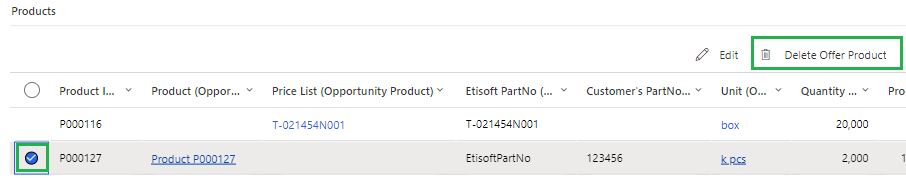 Products
Edit Delete Offer Product
Product I... Product (Oppor... Price List (Opportunity Product) Etisoft PartNo (... Customer's PartNo... Unit (O... Quantity ... Pro
P000116 T-021454N001 T-021454N001 box 20,000
P000127 Product P000127 EtisoftPartNo 123456 k pcs 2,000 1